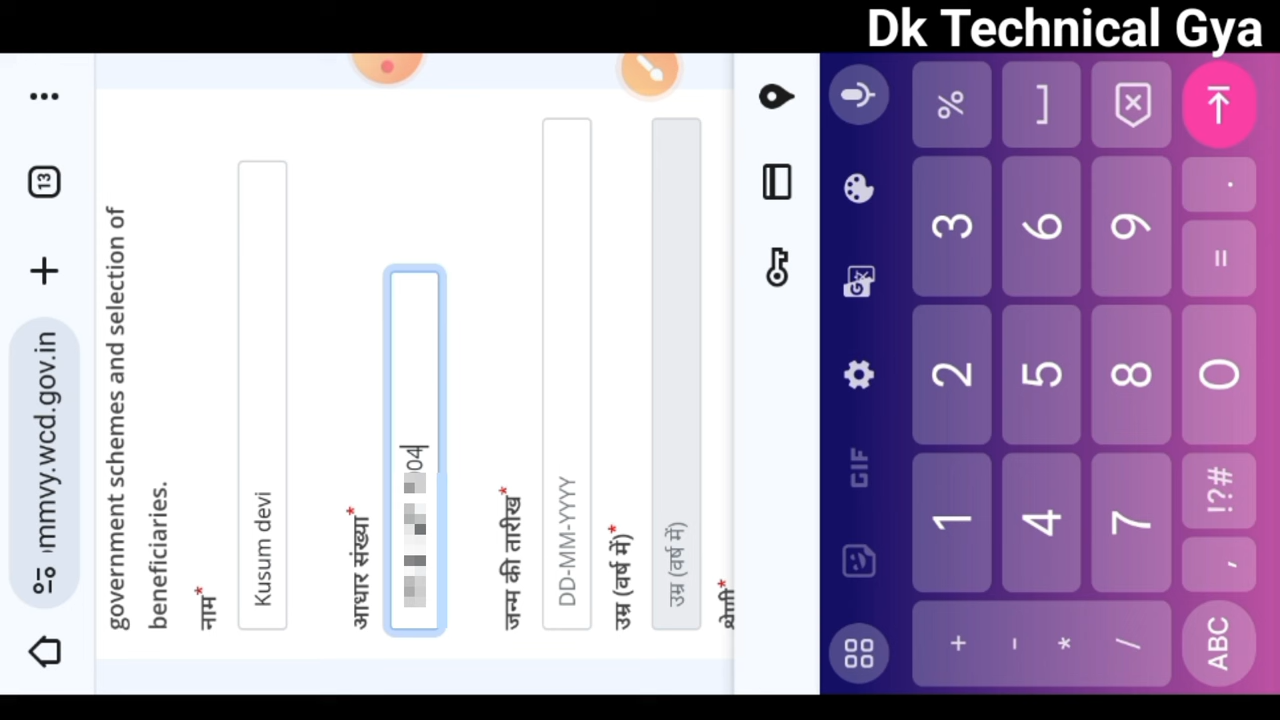 Dk Technical Gya
mmvy.wcd.gov.in
13
government schemes and selection of
beneficiaries.
नाम*
Kusum devi
आधार संख्या*
04
जन्म की तारीख*
DD-MM-YYYY
उम्र (वर्ष में)*
उम्र (वर्ष में)
श्रेणी*
GIF
+ - * /
1 2 3 %
4 5 6
7 8 9
ABC , !?# 0 = .